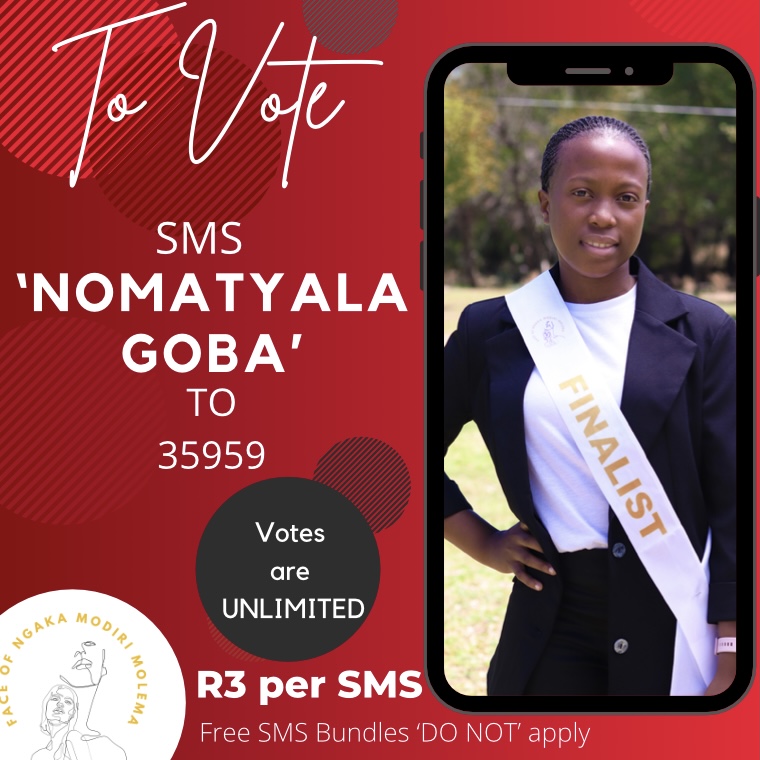 To Vote
SMS
‘NOMATYALA
GOBA’
TO
35959
Votes
are
UNLIMITED
FACE OF NGAKA MODIRI MOLEMA
R3 per SMS
Free SMS Bundles ‘DO NOT’ apply
FINALIST